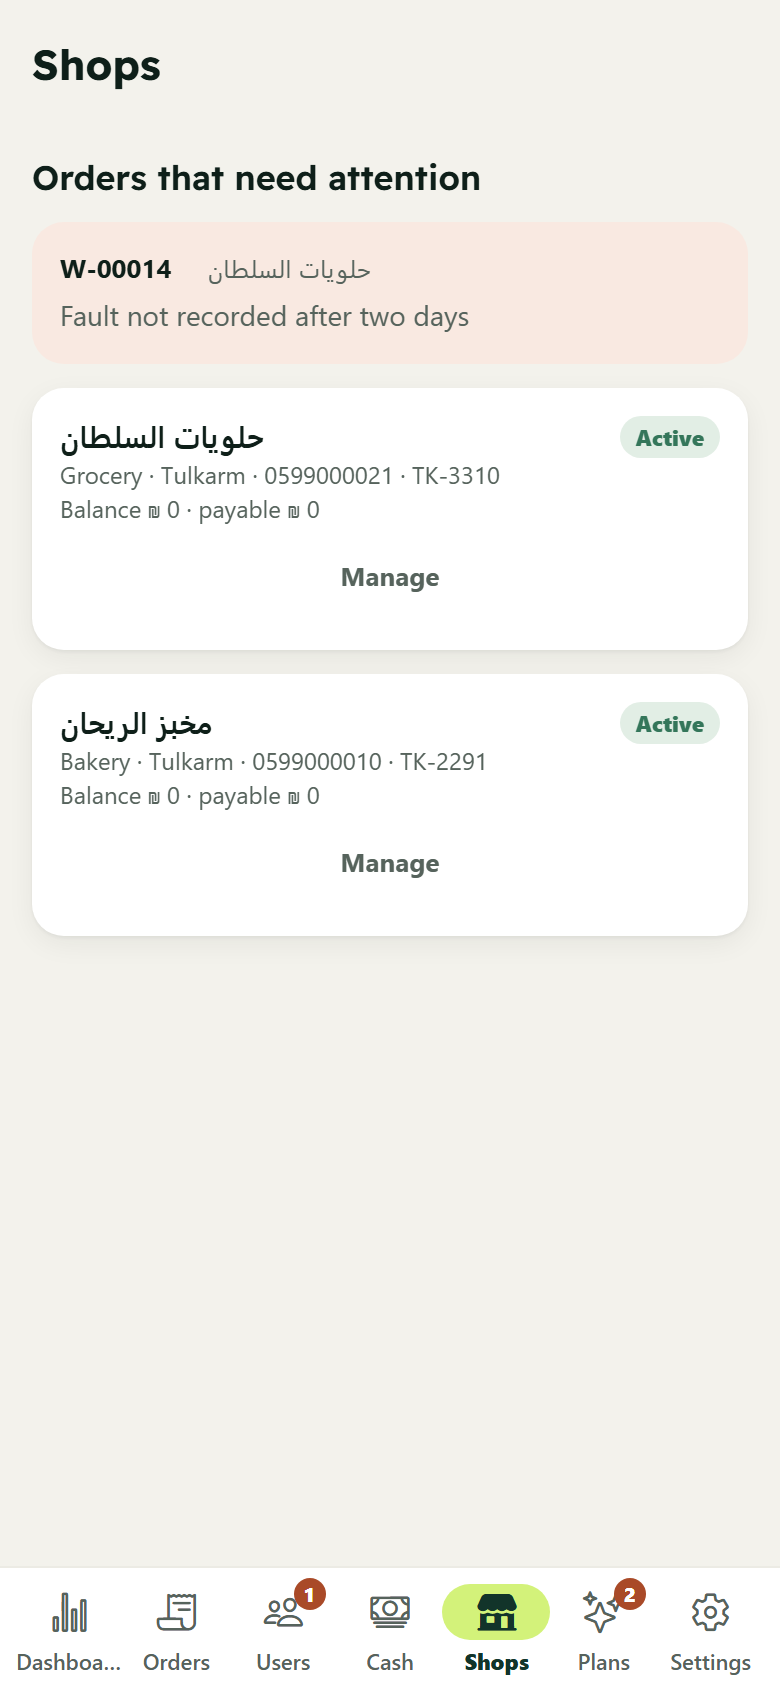 Shops
Orders that need attention
W-00014 حلويات السلطان
Fault not recorded after two days
حلويات السلطان Active
Grocery · Tulkarm · 0599000021 · TK-3310
Balance ₪ 0 · payable ₪ 0
Manage
مخبز الريحان Active
Bakery · Tulkarm · 0599000010 · TK-2291
Balance ₪ 0 · payable ₪ 0
Manage
1 2
Dashboa... Orders Users Cash Shops Plans Settings